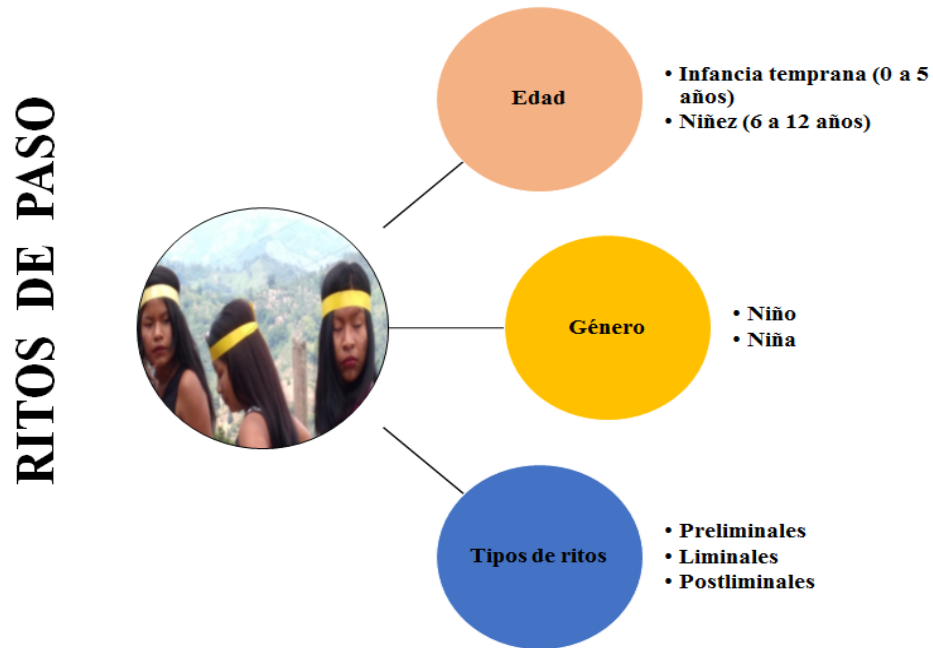 RITOS DE PASO
Edad
• Infancia temprana (0 a 5
años)
• Niñez (6 a 12 años)
Género
• Niño
• Niña
Tipos de ritos
• Preliminales
• Liminales
• Postliminales